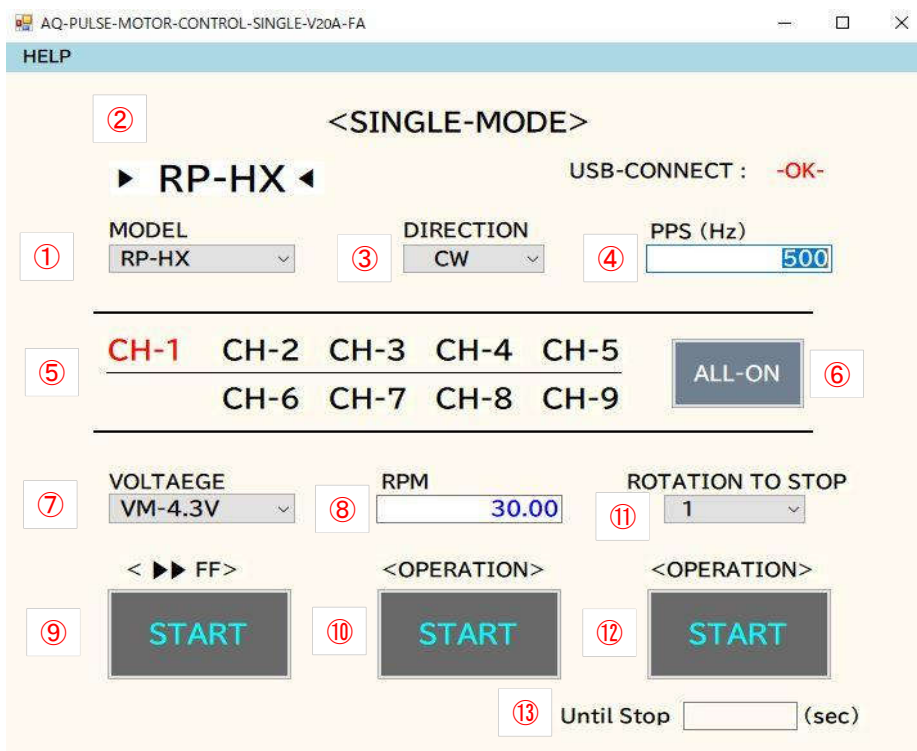 AQ-PULSE-MOTOR-CONTROL-SINGLE-V20A-FA
HELP
② <SINGLE-MODE>
▶ RP-HX ◀ USB-CONNECT : -OK-
MODEL DIRECTION PPS (Hz)
① RP-HX ③ CW ④ 500
CH-1 CH-2 CH-3 CH-4 CH-5
⑤ ALL-ON ⑥
CH-6 CH-7 CH-8 CH-9
VOLTAEGE RPM ROTATION TO STOP
⑦ VM-4.3V ⑧ 30.00 ⑪ 1
< ▶▶ FF> <OPERATION> <OPERATION>
⑨ START ⑩ START ⑫ START
⑬ Until Stop (sec)